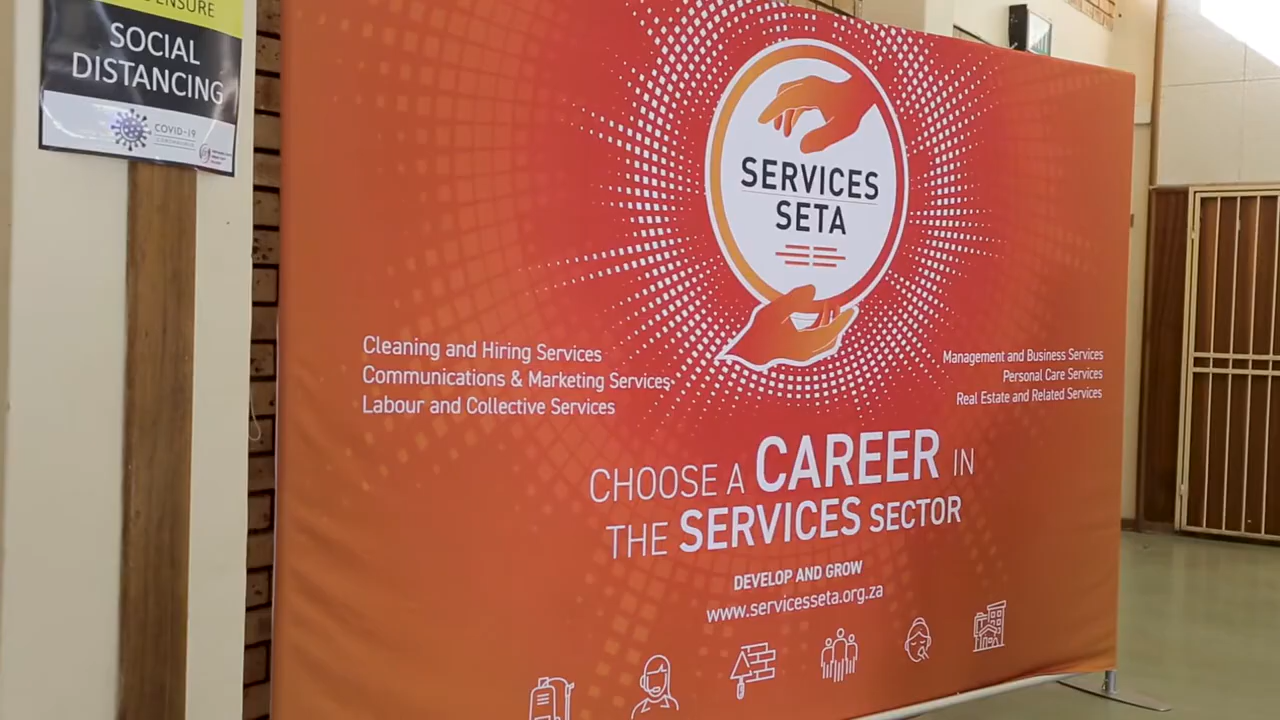 ENSURE
SOCIAL
DISTANCING
COVID-19
CORONAVIRUS
SERVICES
SETA
Cleaning and Hiring Services
Communications & Marketing Services
Labour and Collective Services
Management and Business Services
Personal Care Services
Real Estate and Related Services
CHOOSE A CAREER IN
THE SERVICES SECTOR
DEVELOP AND GROW
www.servicesseta.org.za